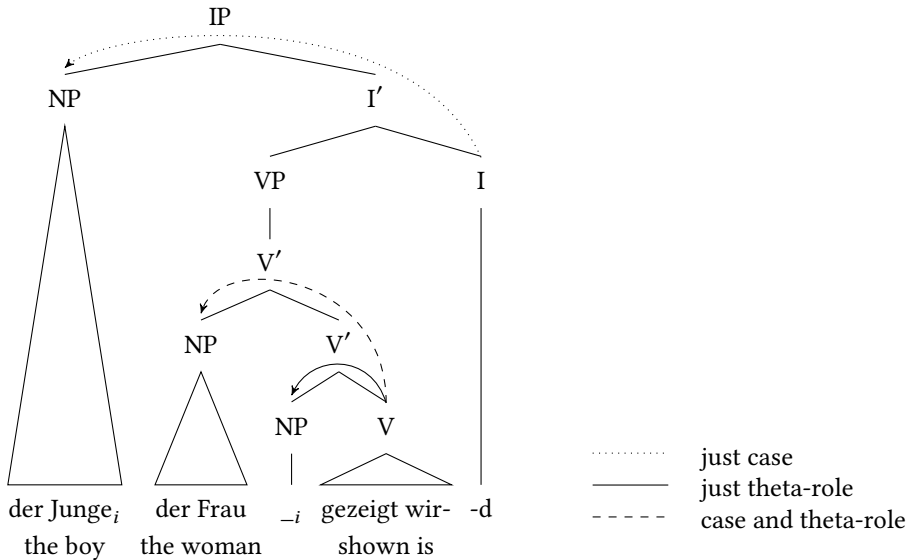 IP
NP I′
VP I
V′
NP V′
NP V
der Junge_i der Frau _i gezeigt wir- -d
the boy the woman shown is
just case
just theta-role
case and theta-role